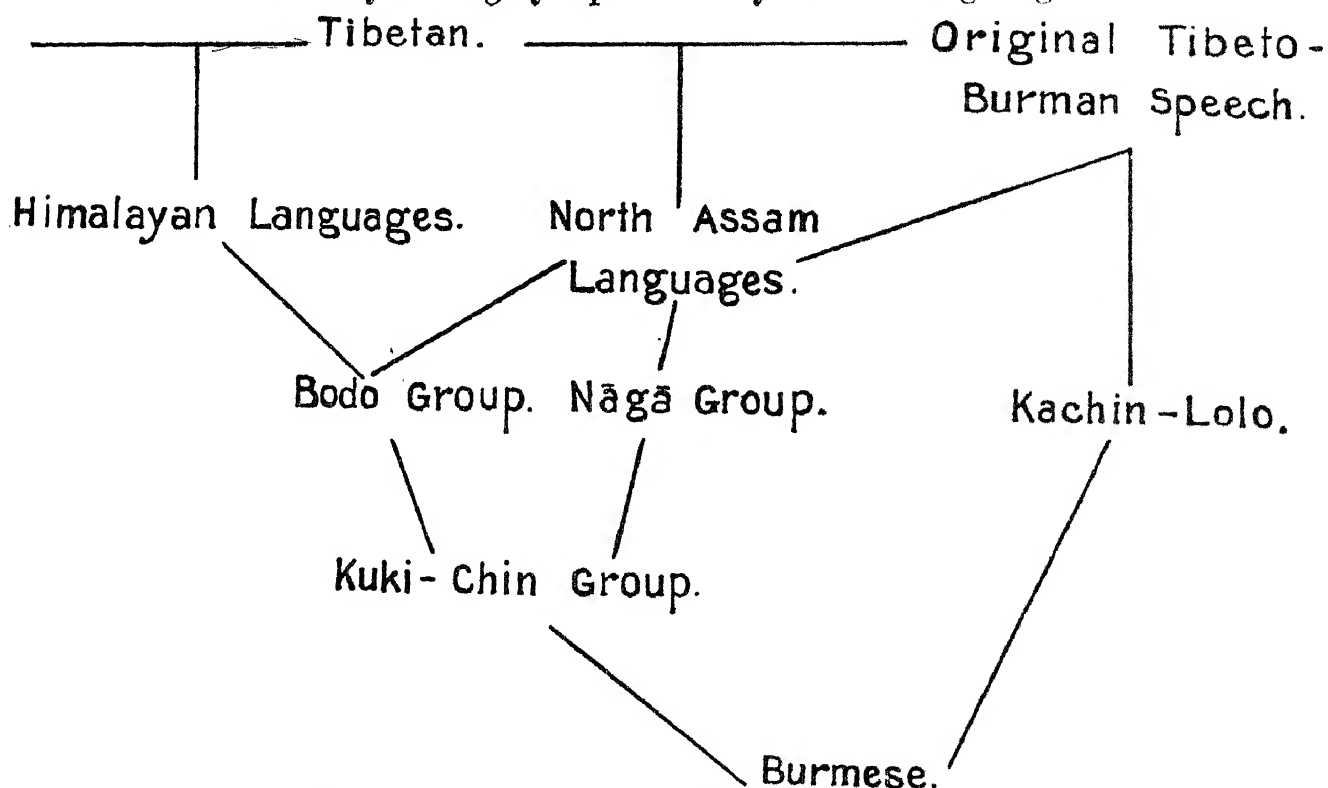 Tibetan. Original Tibeto-
Burman Speech.
Himalayan Languages. North Assam
Languages.
Bodo Group. Nāgā Group. Kachin-Lolo.
Kuki-Chin Group.
Burmese.